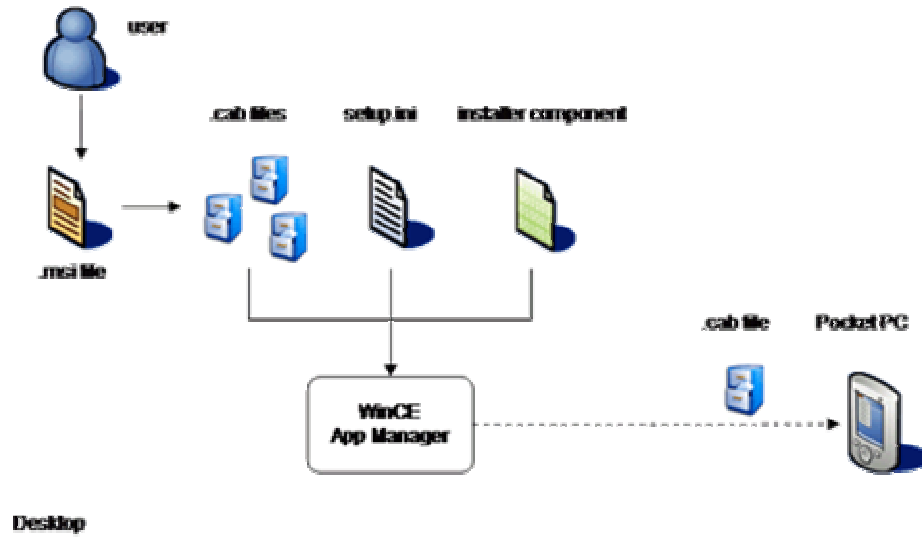 user
.cab files setup.ini installer component
.msi file
.cab file Pocket PC
WinCE
App Manager
Desktop